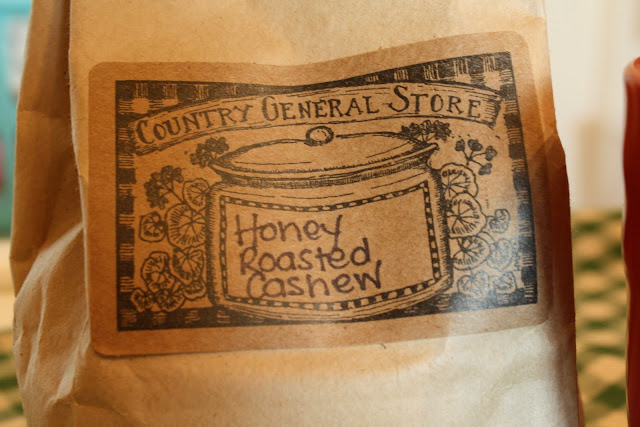 COUNTRY GENERAL STORE
Honey
Roasted
Cashew